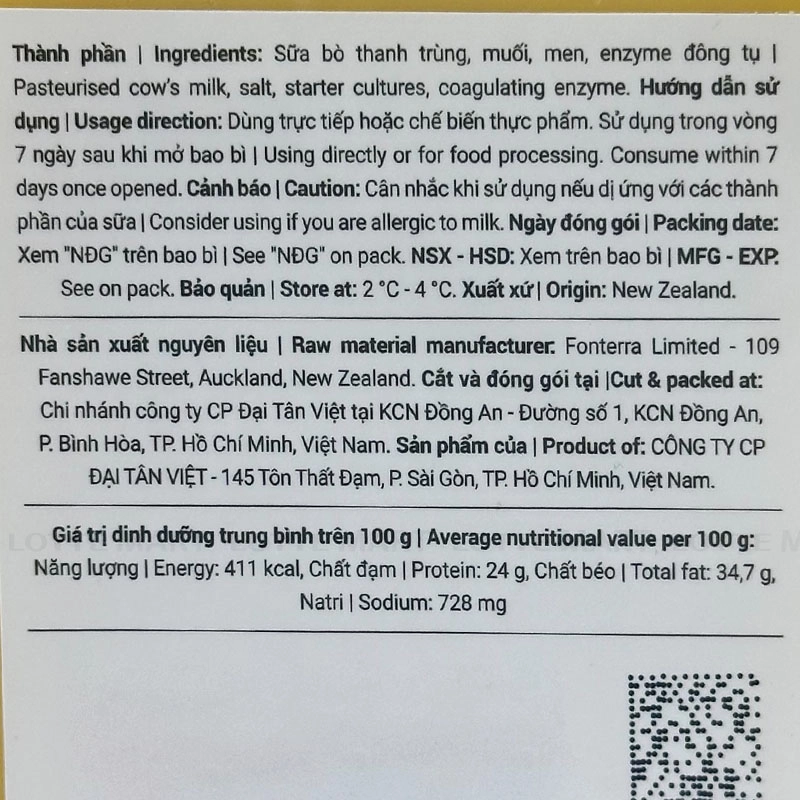 Thành phần | Ingredients: Sữa bò thanh trùng, muối, men, enzyme đông tụ |
Pasteurised cow's milk, salt, starter cultures, coagulating enzyme. Hướng dẫn sử
dụng | Usage direction: Dùng trực tiếp hoặc chế biến thực phẩm. Sử dụng trong vòng
7 ngày sau khi mở bao bì | Using directly or for food processing. Consume within 7
days once opened. Cảnh báo | Caution: Cân nhắc khi sử dụng nếu dị ứng với các thành
phần của sữa | Consider using if you are allergic to milk. Ngày đóng gói | Packing date:
Xem "NĐG" trên bao bì | See "NĐG" on pack. NSX - HSD: Xem trên bao bì | MFG - EXP.
See on pack. Bảo quản | Store at: 2 °C - 4 °C. Xuất xứ | Origin: New Zealand.
Nhà sản xuất nguyên liệu | Raw material manufacturer: Fonterra Limited - 109
Fanshawe Street, Auckland, New Zealand. Cắt và đóng gói tại |Cut & packed at:
Chi nhánh công ty CP Đại Tân Việt tại KCN Đồng An - Đường số 1, KCN Đồng An,
P. Bình Hòa, TP. Hồ Chí Minh, Việt Nam. Sản phẩm của | Product of: CÔNG TY CP
ĐẠI TÂN VIỆT - 145 Tôn Thất Đạm, P. Sài Gòn, TP. Hồ Chí Minh, Việt Nam.
Giá trị dinh dưỡng trung bình trên 100 g | Average nutritional value per 100 g:
LOTTE MART
Năng lượng | Energy: 411 kcal, Chất đạm | Protein: 24 g, Chất béo | Total fat: 34,7 g,
Natri | Sodium: 728 mg